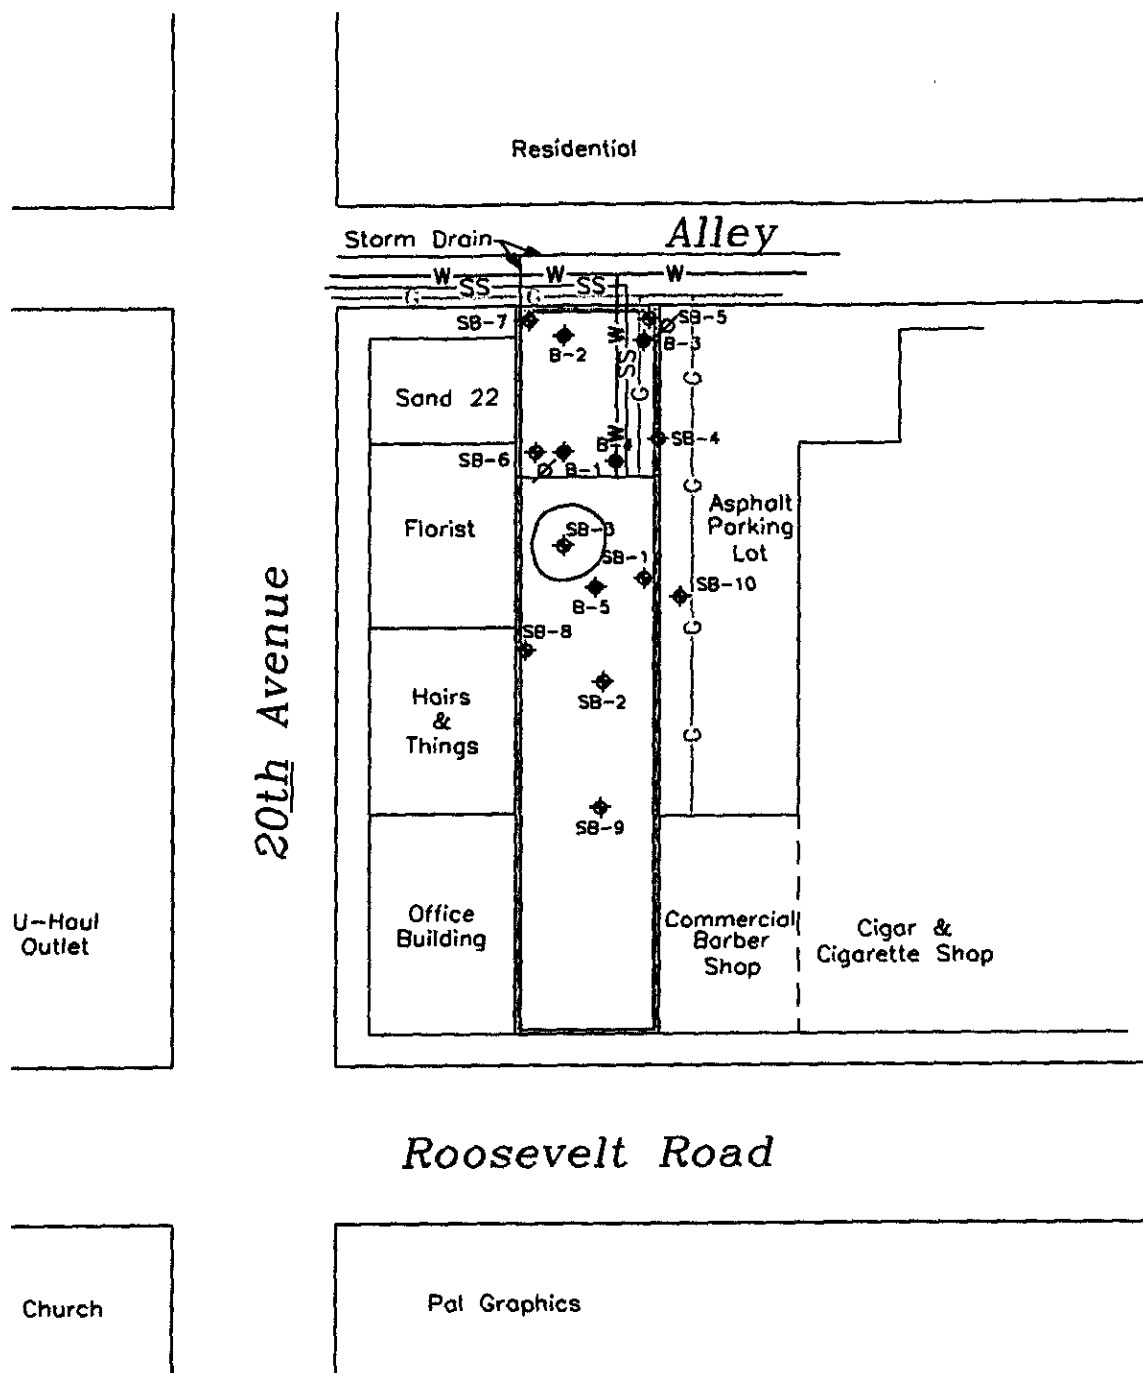 Residential
Alley
Storm Drain
W W W
SS SS
G G
SB-7
SB-5
B-2
B-3
W
SS
G
G
Sand 22
W
B-4
SB-4
SB-6
B-1
G
Florist
SB-3
SB-1
Asphalt
Parking
Lot
B-5
SB-10
SB-8
G
20th Avenue
Hairs
&
Things
SB-2
G
SB-9
U-Haul
Outlet
Office
Building
Commercial
Barber
Shop
Cigar &
Cigarette Shop
Roosevelt Road
Church
Pal Graphics